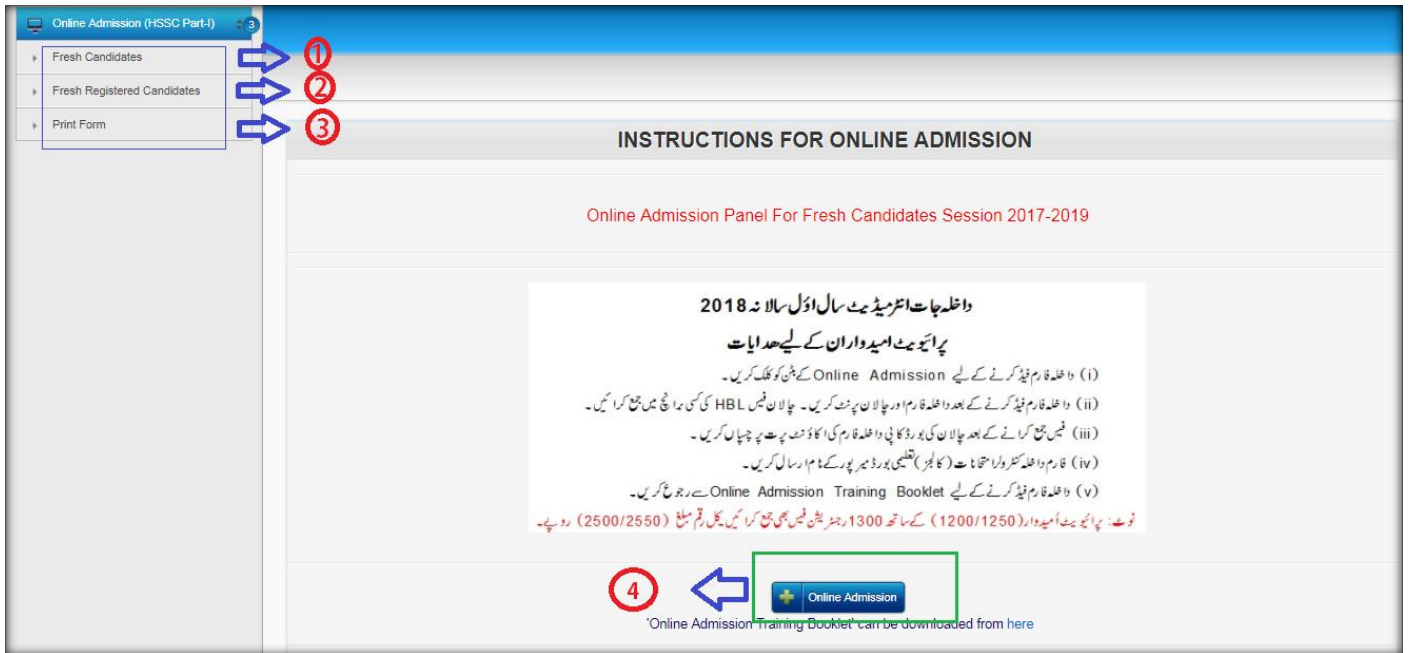 Online Admission (HSSC Part-I) 3
Fresh Candidates 1
Fresh Registered Candidates 2
Print Form 3
INSTRUCTIONS FOR ONLINE ADMISSION
Online Admission Panel For Fresh Candidates Session 2017-2019
داخلہ جات انٹرمیڈیٹ سال اوّل سالانہ 2018
پرائیویٹ امیدواران کے لیے ھدایات
(i) داخلہ فارم فیڈ کرنے کے لیے Online Admission کے بٹن کو کلک کریں۔
(ii) داخلہ فارم فیڈ کرنے کے بعد داخلہ فارم اور چالان پرنٹ کریں۔ چالان فیس HBL کی کسی برانچ میں جمع کرائیں۔
(iii) فیس جمع کرانے کے بعد چالان کی بورڈ کاپی داخلہ فارم کی اکاؤنٹ پرت پر چسپاں کریں۔
(iv) فارم داخلہ کنٹرولر امتحانات (کالجز) تعلیمی بورڈ میرپور کے نام ارسال کریں۔
(v) داخلہ فارم فیڈ کرنے کے لیے Online Admission Training Booklet سے رجوع کریں۔
نوٹ: پرائیویٹ اُمیدوار (1200/1250) کے ساتھ 1300 رجسٹریشن فیس بھی جمع کرائیں کل رقم مبلغ (2500/2550) روپے۔
4 Online Admission
'Online Admission Training Booklet' can be downloaded from here